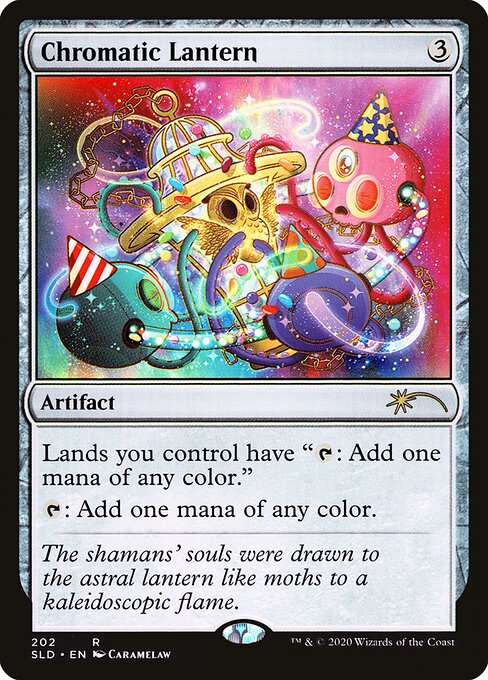 Chromatic Lantern 3
Artifact
Lands you control have “: Add one
mana of any color.”
: Add one mana of any color.
The shamans’ souls were drawn to
the astral lantern like moths to a
kaleidoscopic flame.
202 R
SLD • EN CARAMELAW
™ & © 2020 Wizards of the Coast